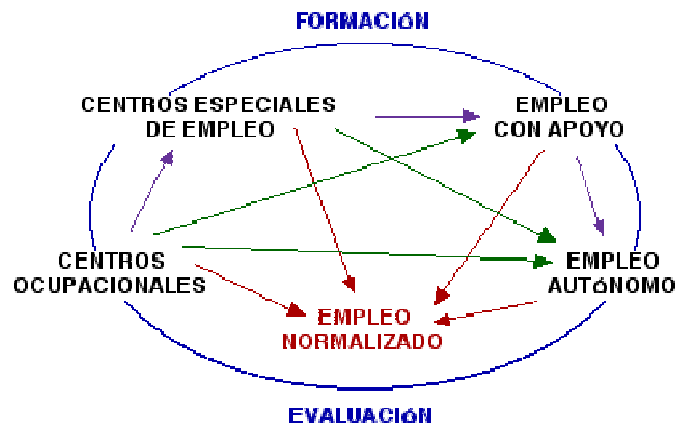 FORMACIÓN
CENTROS ESPECIALES
DE EMPLEO
EMPLEO
CON APOYO
CENTROS
OCUPACIONALES
EMPLEO
AUTÓNOMO
EMPLEO
NORMALIZADO
EVALUACIÓN